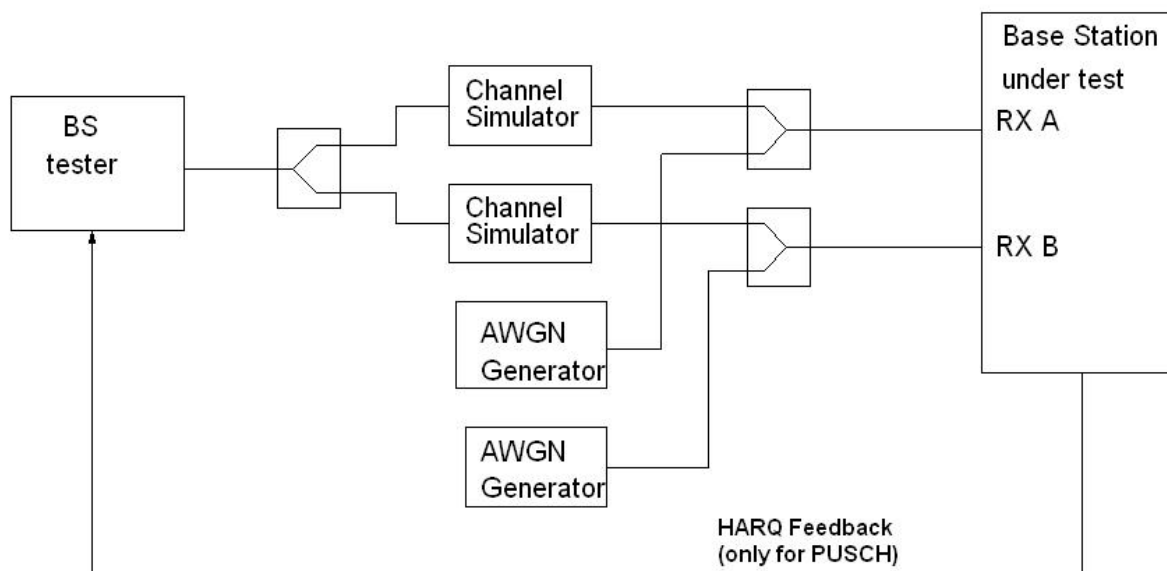 BS
tester
Channel
Simulator
Channel
Simulator
AWGN
Generator
AWGN
Generator
Base Station
under test
RX A
RX B
HARQ Feedback
(only for PUSCH)